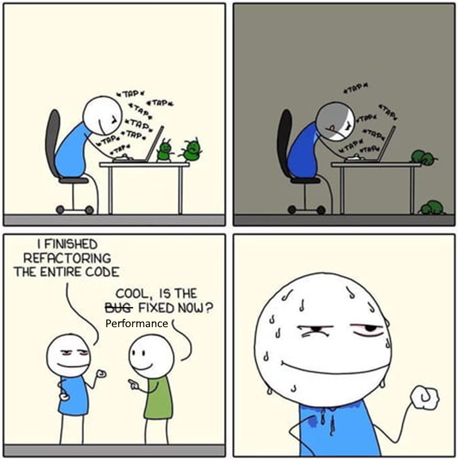 *TAP*
*TAP*
*TAP*
*TAP*
*TAP*
*TAP*
*TAP*
*TAP*
*TAP*
*TAP*
*TAP*
*TAP*
*TAP*
I FINISHED
REFACTORING
THE ENTIRE CODE
COOL, IS THE
BUG FIXED NOW?
Performance